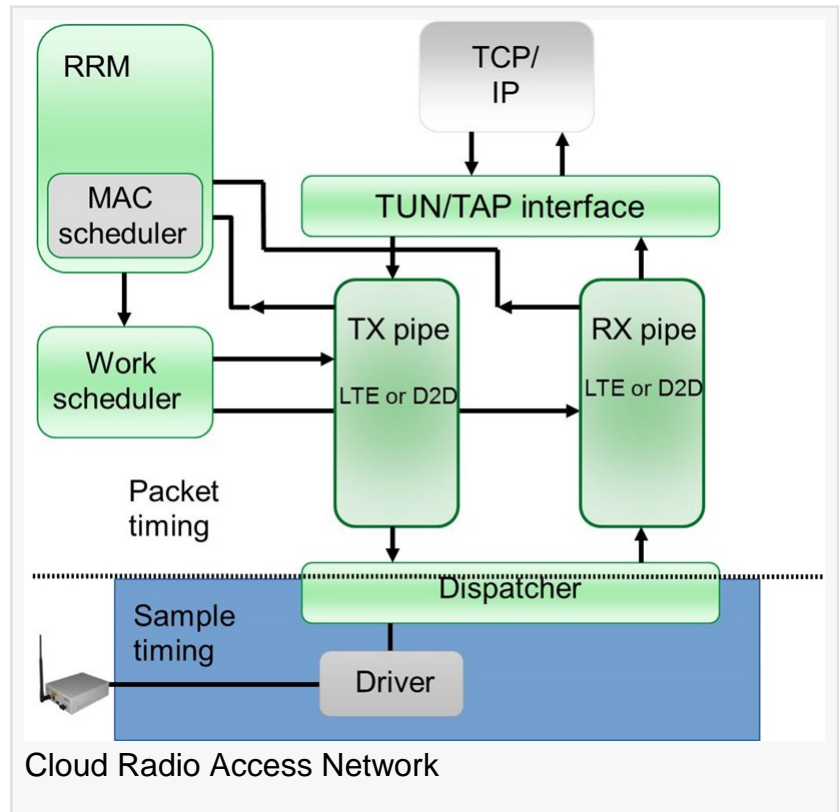 RRM
MAC
scheduler
TCP/
IP
TUN/TAP interface
Work
scheduler
TX pipe
LTE or D2D
RX pipe
LTE or D2D
Packet
timing
Dispatcher
Sample
timing
Driver
Cloud Radio Access Network